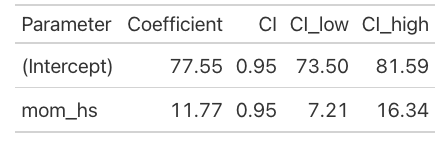 Parameter Coefficient CI CI_low CI_high
(Intercept) 77.55 0.95 73.50 81.59
mom_hs 11.77 0.95 7.21 16.34